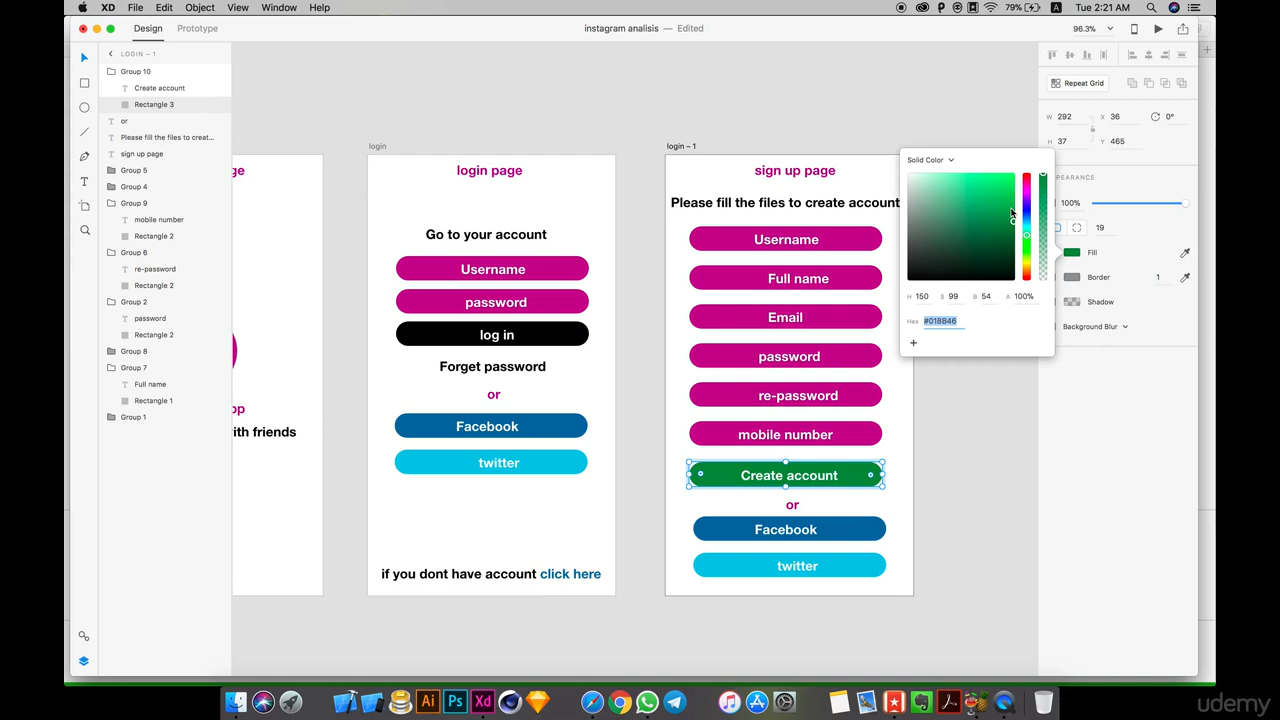 XD File Edit Object View Window Help
79% A Tue 2:21 AM
Design Prototype
instagram analisis — Edited
96.3%
LOGIN – 1
Group 10
Create account
Rectangle 3
or
Please fill the files to creat...
sign up page
Group 5
Group 4
Group 9
mobile number
Rectangle 2
Group 6
re-password
Rectangle 2
Group 2
password
Rectangle 2
Group 8
Group 7
Full name
Rectangle 1
Group 1
ge
pp
ith friends
login
login page
Go to your account
Username
password
log in
Forget password
or
Facebook
twitter
if you dont have account click here
login – 1
sign up page
Please fill the files to create account
Username
Full name
Email
password
re-password
mobile number
Create account
or
Facebook
twitter
Solid Color
H 150 S 99 B 54 A 100%
Hex #018B46
+
Repeat Grid
W 292 X 36 0°
H 37 Y 465
PEARANCE
100%
19
Fill
Border 1
Shadow
Background Blur
Ai Ps Xd
udemy